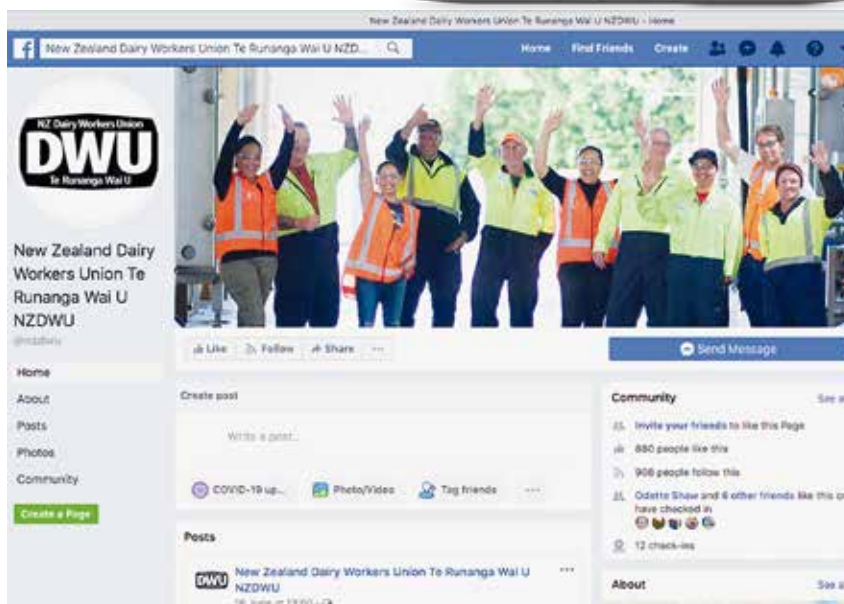 New Zealand Dairy Workers Union Te Runanga Wai U NZDWU - Home
New Zealand Dairy Workers Union Te Runanga Wai U NZD...
Home Find Friends Create
NZ Dairy Workers Union
DWU
Te Runanga Wai U
New Zealand Dairy
Workers Union Te
Runanga Wai U
NZDWU
@nzdwu
Home
About
Posts
Photos
Community
Create a Page
Like Follow Share ...
Send Message
Create post
Write a post...
COVID-19 up... Photo/Video Tag friends ...
Posts
DWU
New Zealand Dairy Workers Union Te Runanga Wai U
NZDWU
Community See a
Invite your friends to like this Page
880 people like this
908 people follow this
Odette Shaw and 6 other friends like this or
have checked in
12 check-ins
About See a